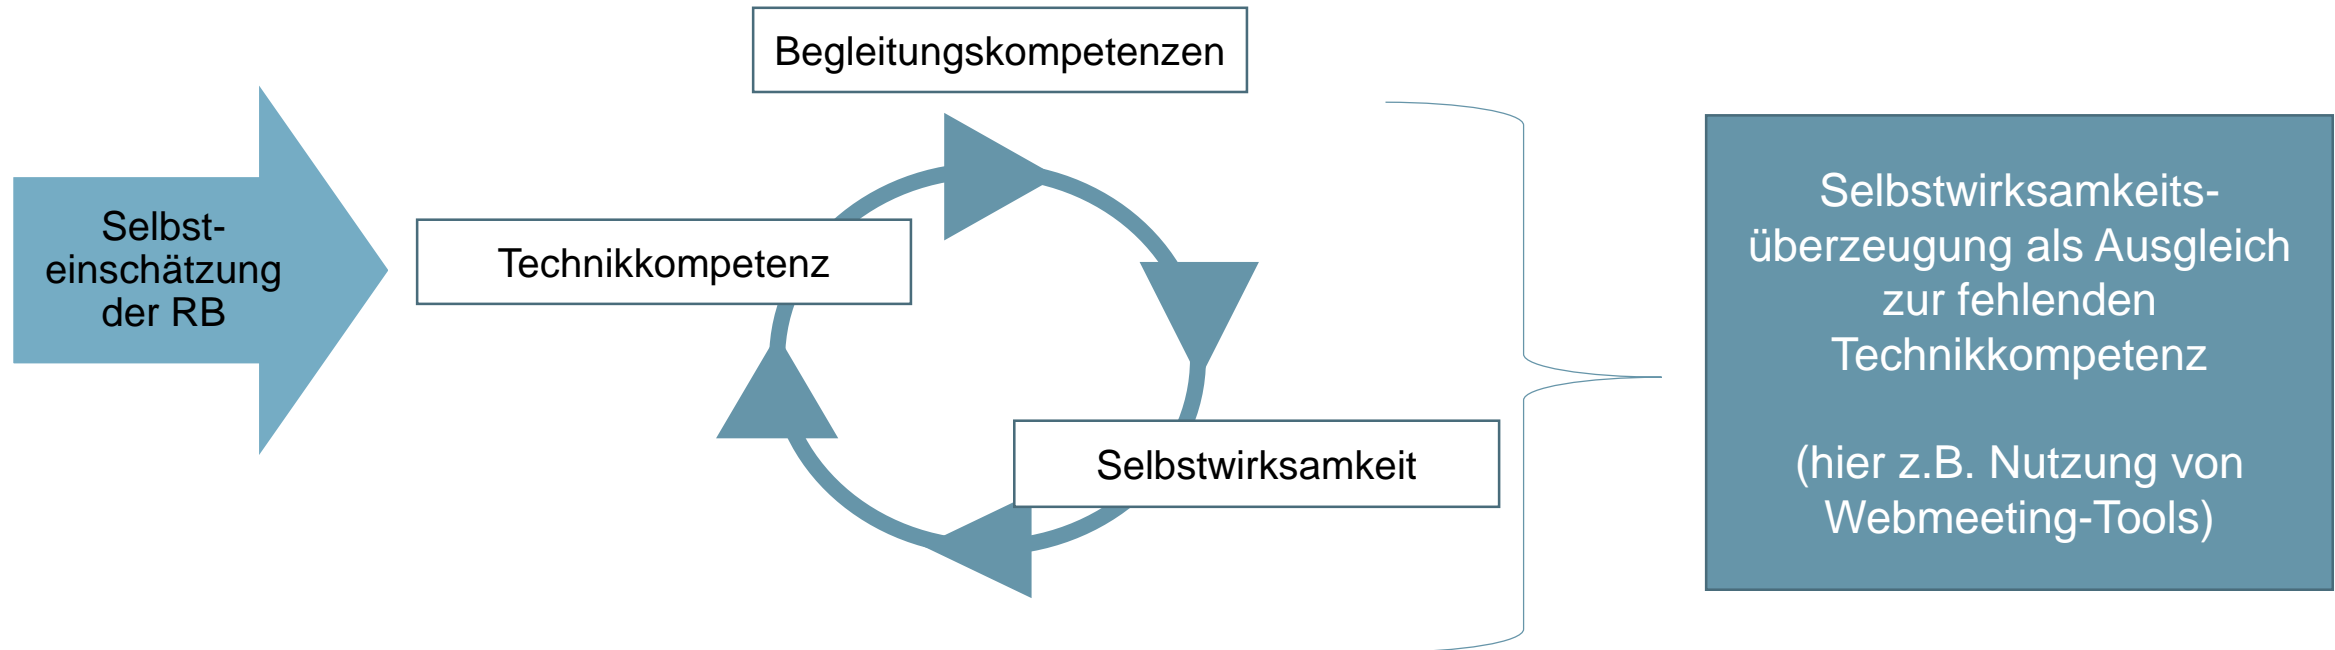 Begleitungskompetenzen
Selbst-
einschätzung
der RB
Technikkompetenz
Selbstwirksamkeit
Selbstwirksamkeits-
überzeugung als Ausgleich
zur fehlenden
Technikkompetenz
(hier z.B. Nutzung von
Webmeeting-Tools)